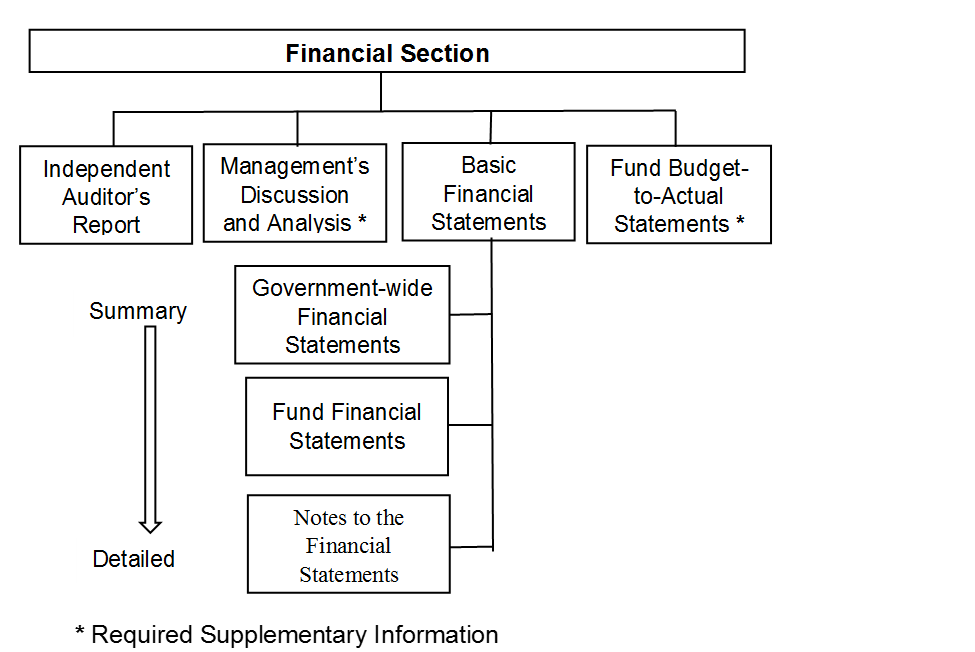 Financial Section
Independent
Auditor's
Report
Management’s
Discussion
and Analysis *
Basic
Financial
Statements
Fund Budget-
to-Actual
Statements *
Government-wide
Financial
Statements
Summary
Fund Financial
Statements
Notes to the
Financial
Statements
Detailed
* Required Supplementary Information